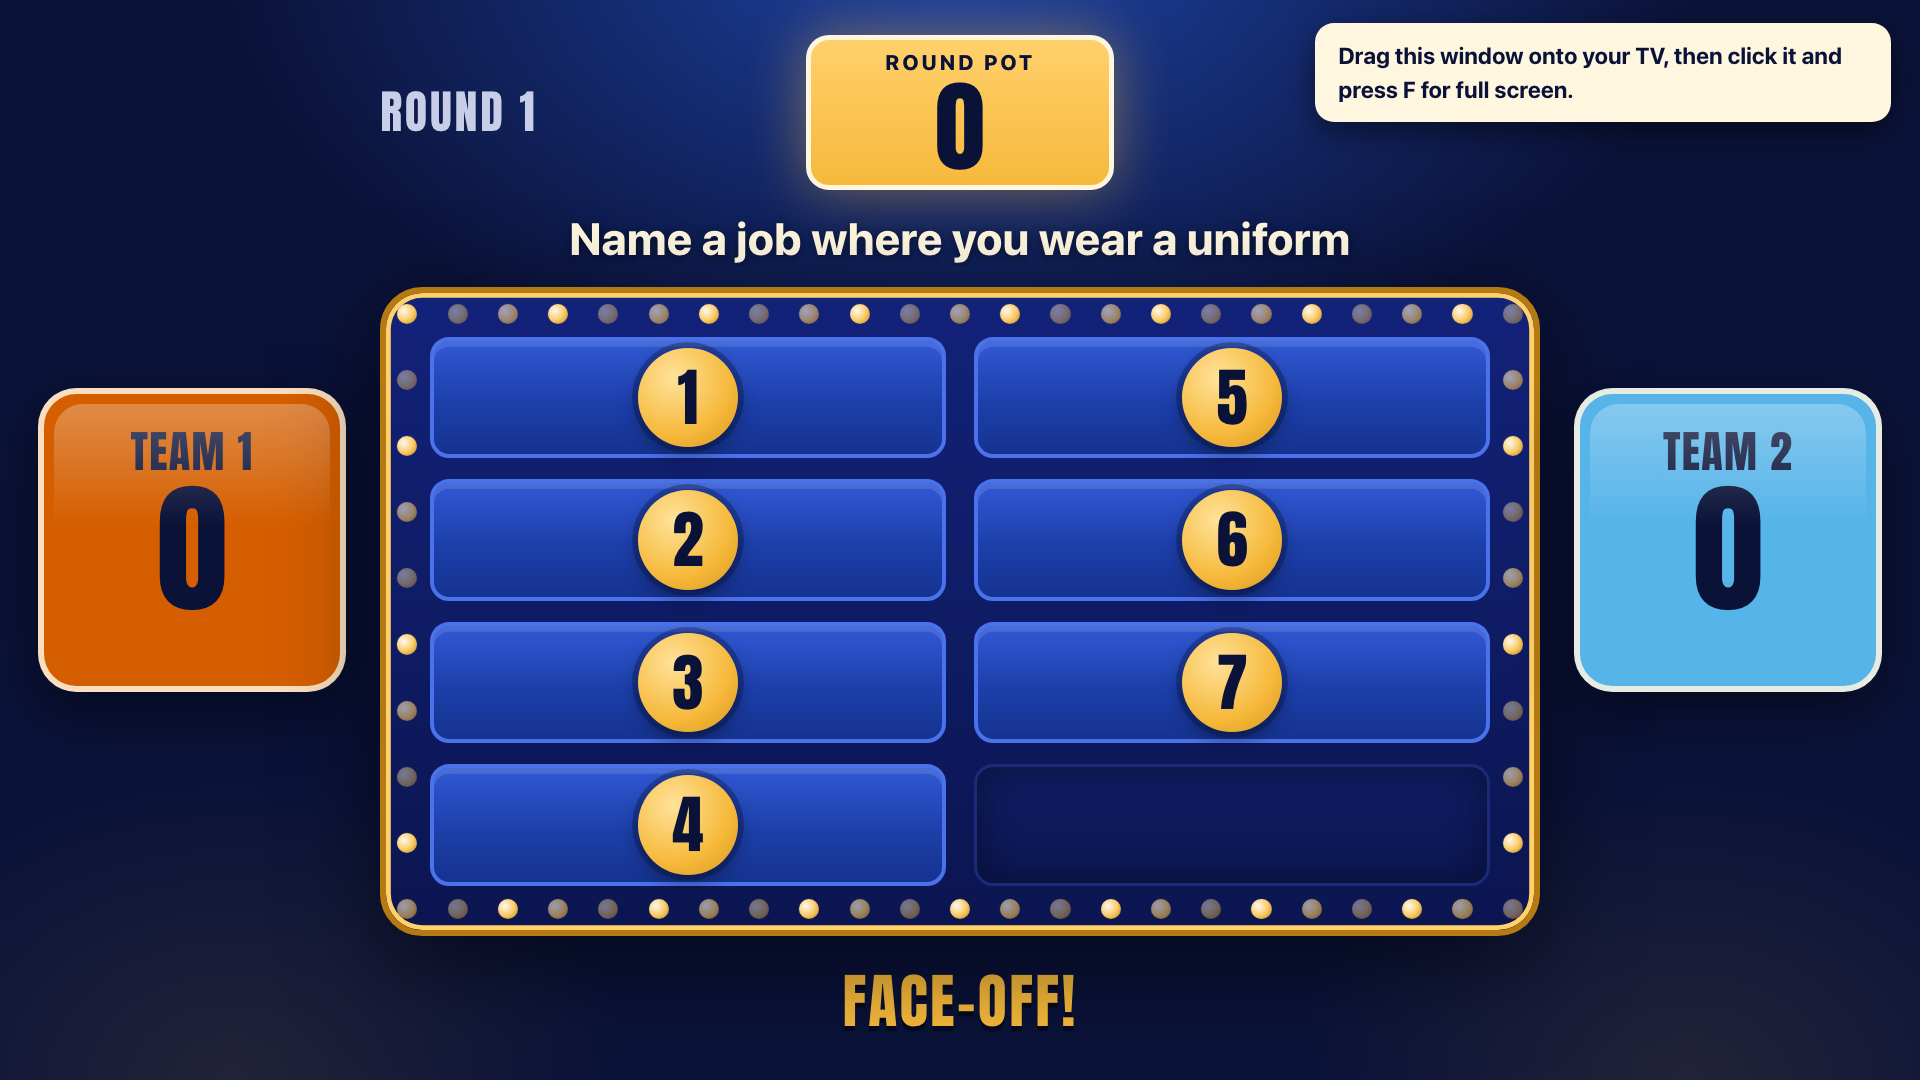 ROUND 1
ROUND POT
0
Drag this window onto your TV, then click it and
press F for full screen.
Name a job where you wear a uniform
TEAM 1
0
1
2
3
4
5
6
7
TEAM 2
0
FACE-OFF!